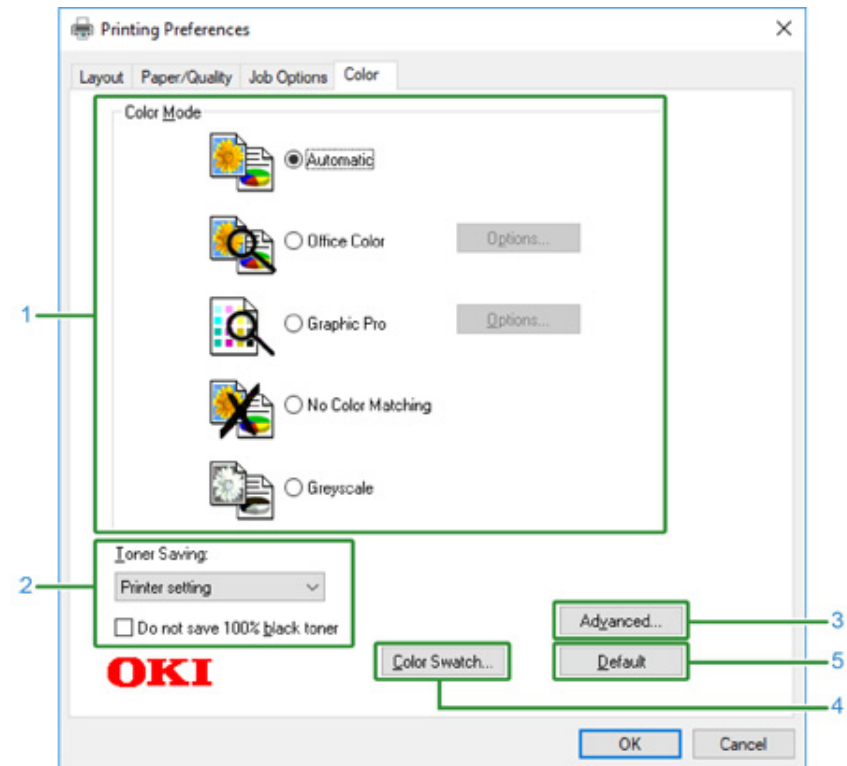 Printing Preferences
Layout Paper/Quality Job Options Color
Color Mode
Automatic
Office Color Options...
1
Graphic Pro Options...
No Color Matching
Greyscale
Toner Saving:
2 Printer setting
Do not save 100% black toner
Advanced... 3
OKI Color Swatch... Default 5
4
OK Cancel